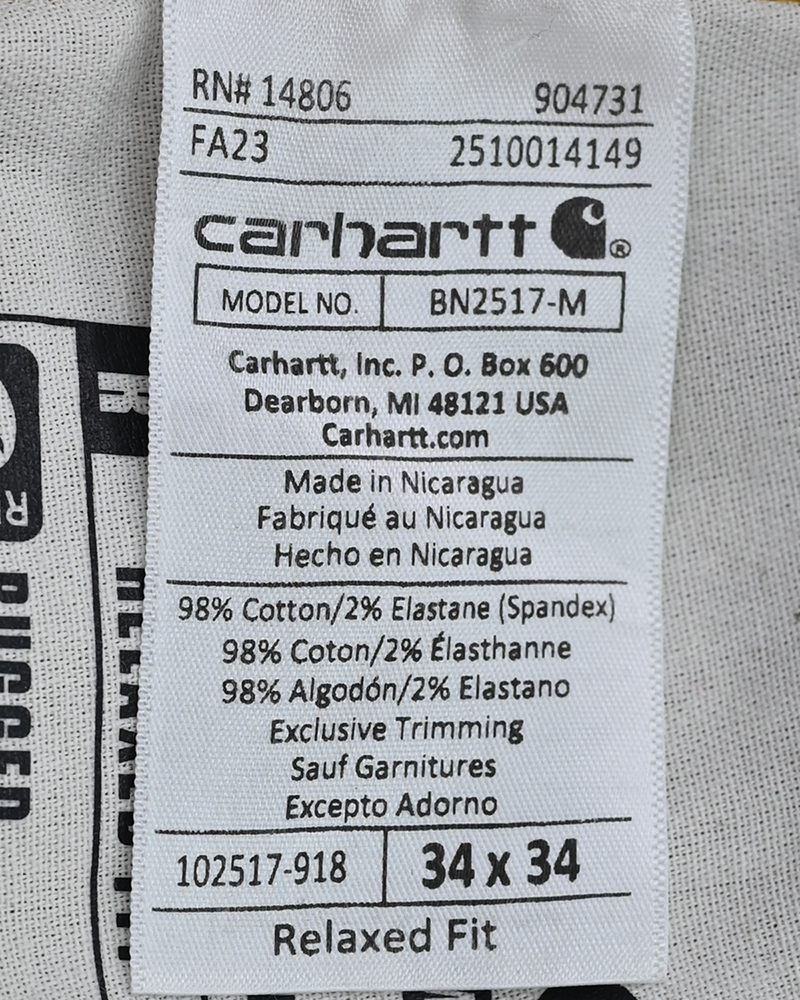 RN# 14806 904731
FA23 2510014149
carhartt ®
MODEL NO. BN2517-M
Carhartt, Inc. P. O. Box 600
Dearborn, MI 48121 USA
Carhartt.com
Made in Nicaragua
Fabriqué au Nicaragua
Hecho en Nicaragua
98% Cotton/2% Elastane (Spandex)
98% Coton/2% Élasthanne
98% Algodón/2% Elastano
Exclusive Trimming
Sauf Garnitures
Excepto Adorno
102517-918 34 x 34
Relaxed Fit